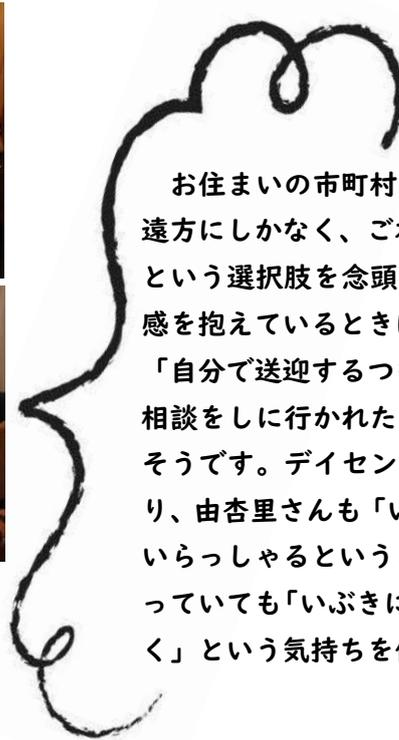 お住まいの市町村
遠方にしかなく、ご
という選択肢を念頭
感を抱えているとき
「自分で送迎するつ
相談をしに行かれた
そうです。デイセン
り、由杏里さんも「い
いらっしゃるという
っていても「いぶきに
く」という気持ちを